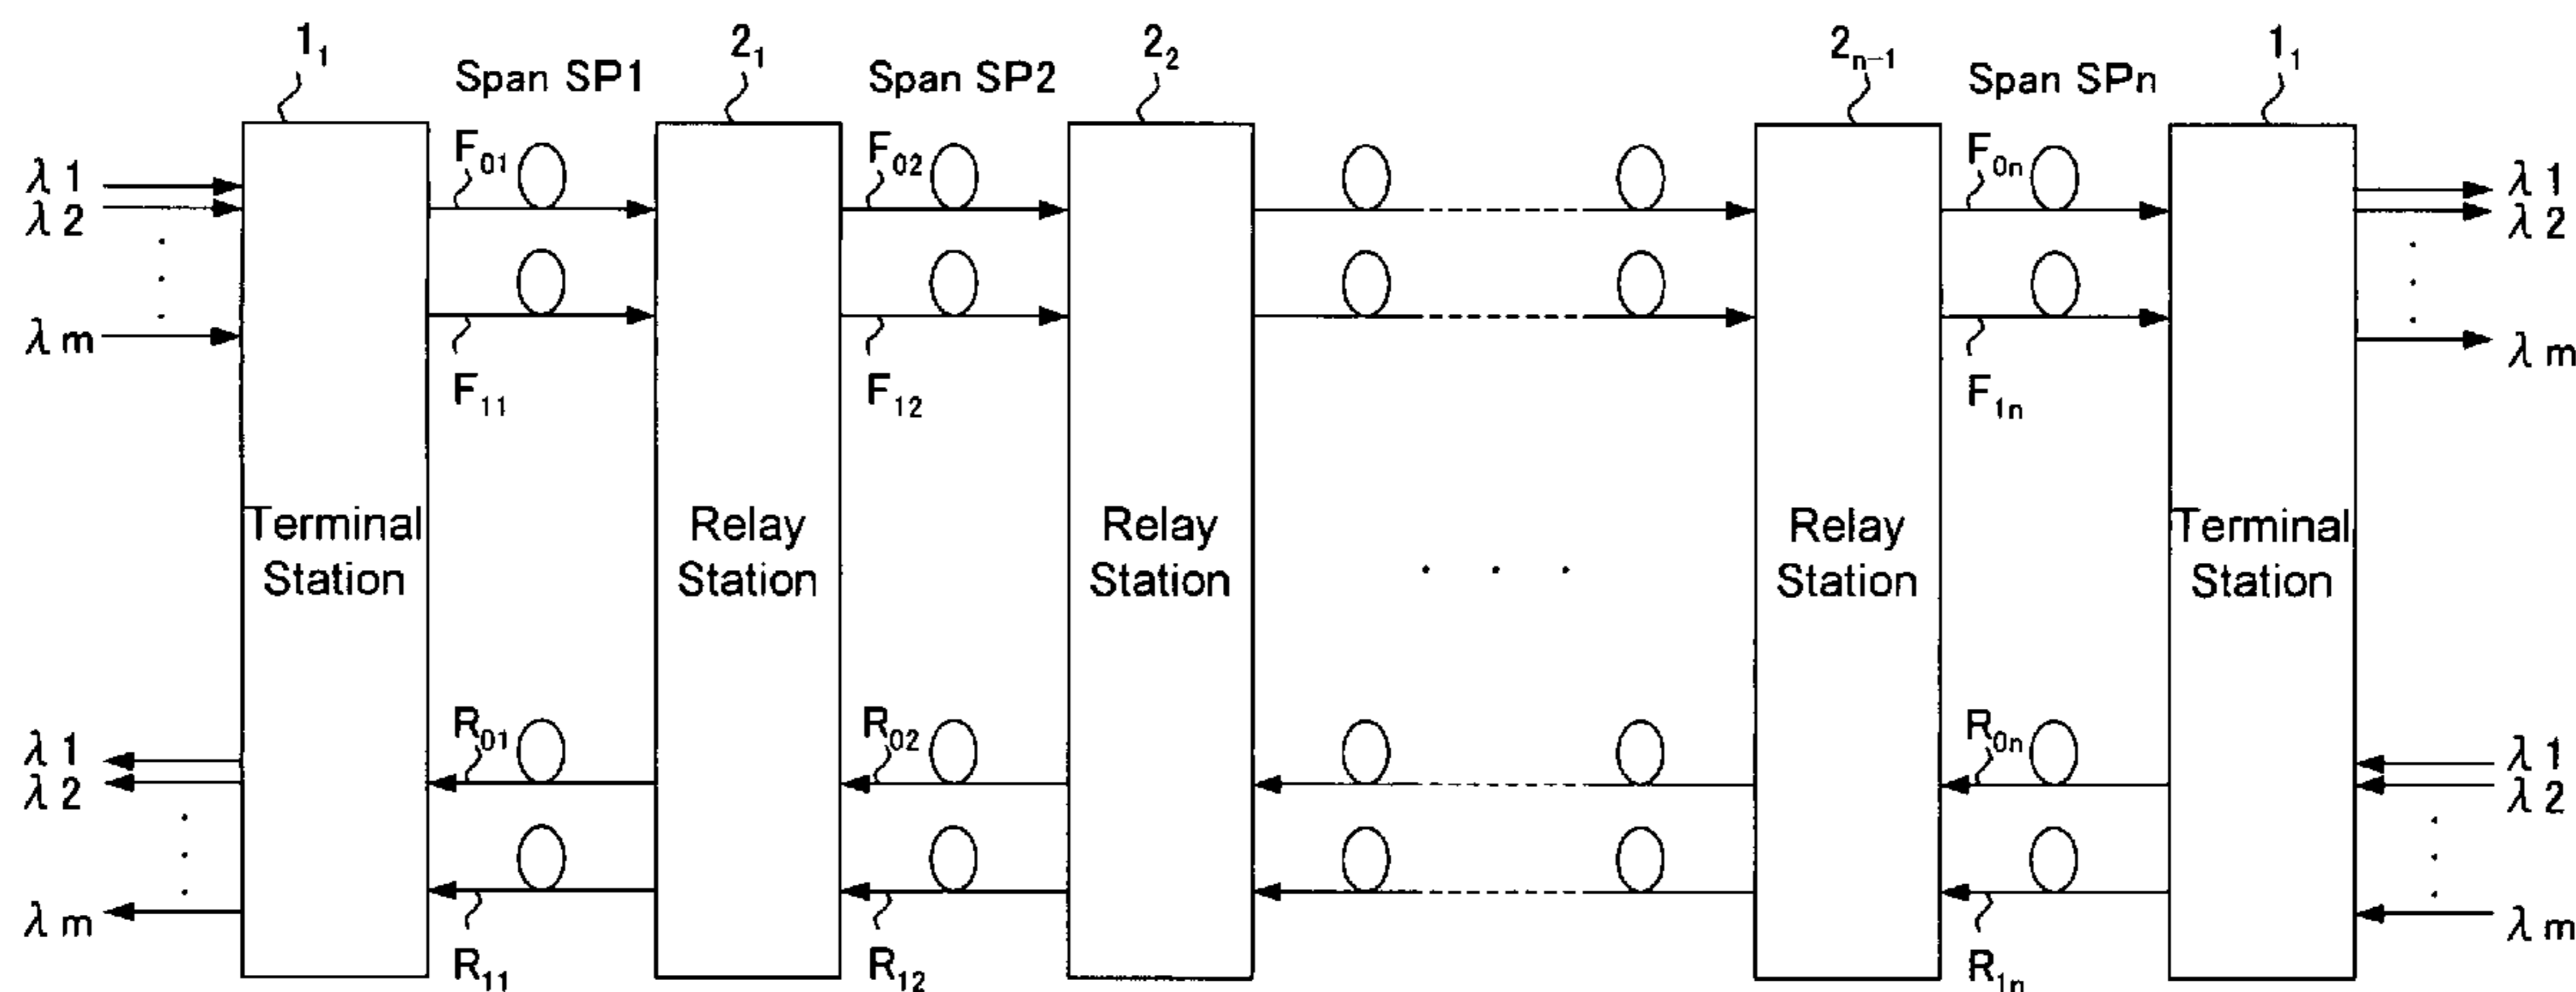 1₁ 2₁ 2₂ 2ₙ₋₁ 1₁
Span SP1 Span SP2 Span SPn
λ1 F₀₁ F₀₂ F₀ₙ λ1
λ2 λ2
λm λm
F₁₁ F₁₂ F₁ₙ
Terminal Station
Relay Station
Relay Station
Relay Station
Terminal Station
λ1 R₀₁ R₀₂ R₀ₙ λ1
λ2 λ2
λm λm
R₁₁ R₁₂ R₁ₙ